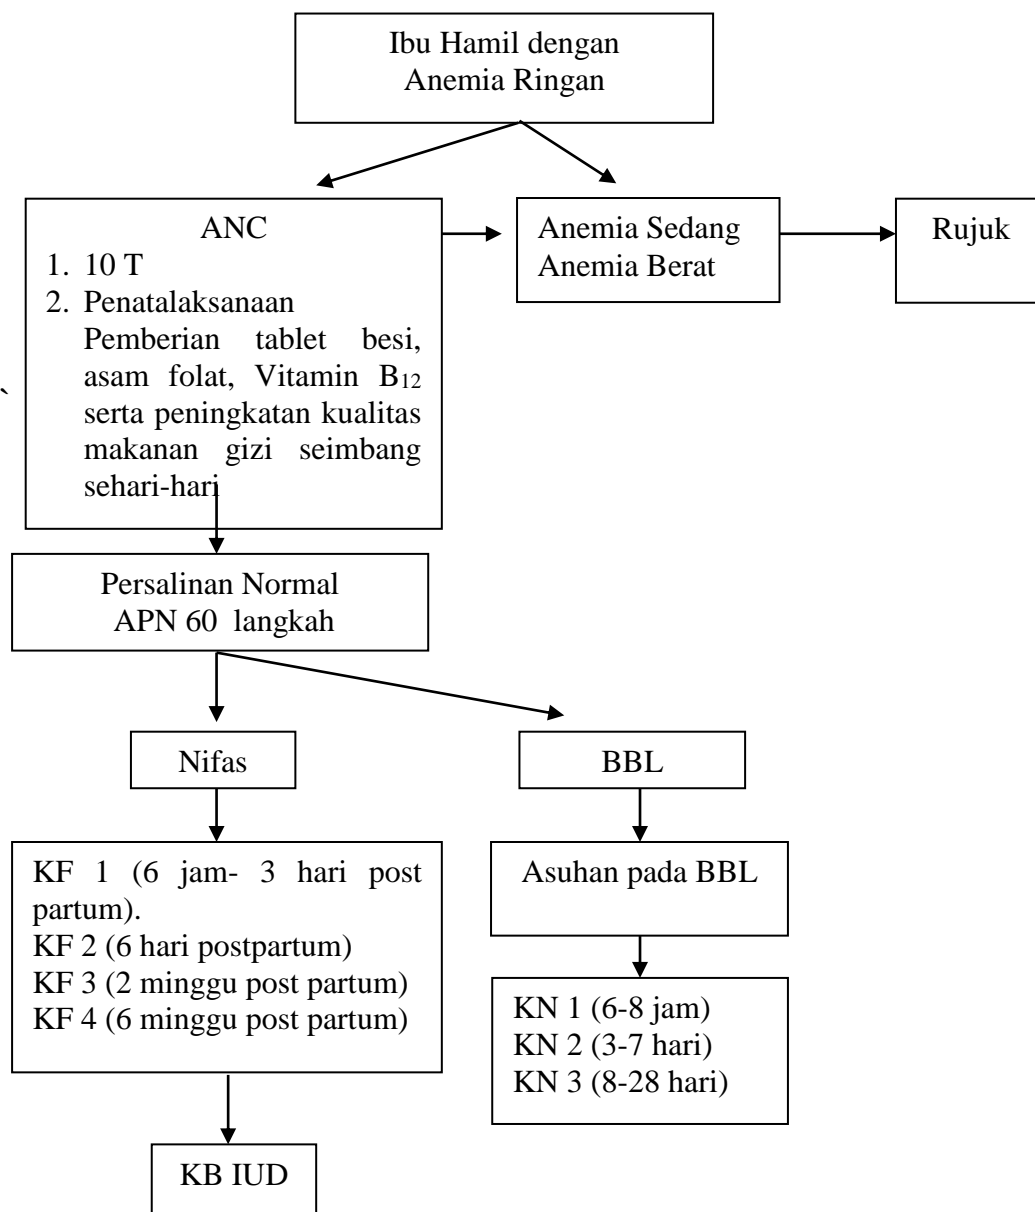 Ibu Hamil dengan
Anemia Ringan
ANC
1. 10 T
2. Penatalaksanaan
Pemberian tablet besi,
asam folat, Vitamin B₁₂
serta peningkatan kualitas
makanan gizi seimbang
sehari-hari
Anemia Sedang
Anemia Berat
Rujuk
`
Persalinan Normal
APN 60 langkah
Nifas
BBL
KF 1 (6 jam- 3 hari post
partum).
KF 2 (6 hari postpartum)
KF 3 (2 minggu post partum)
KF 4 (6 minggu post partum)
Asuhan pada BBL
KN 1 (6-8 jam)
KN 2 (3-7 hari)
KN 3 (8-28 hari)
KB IUD